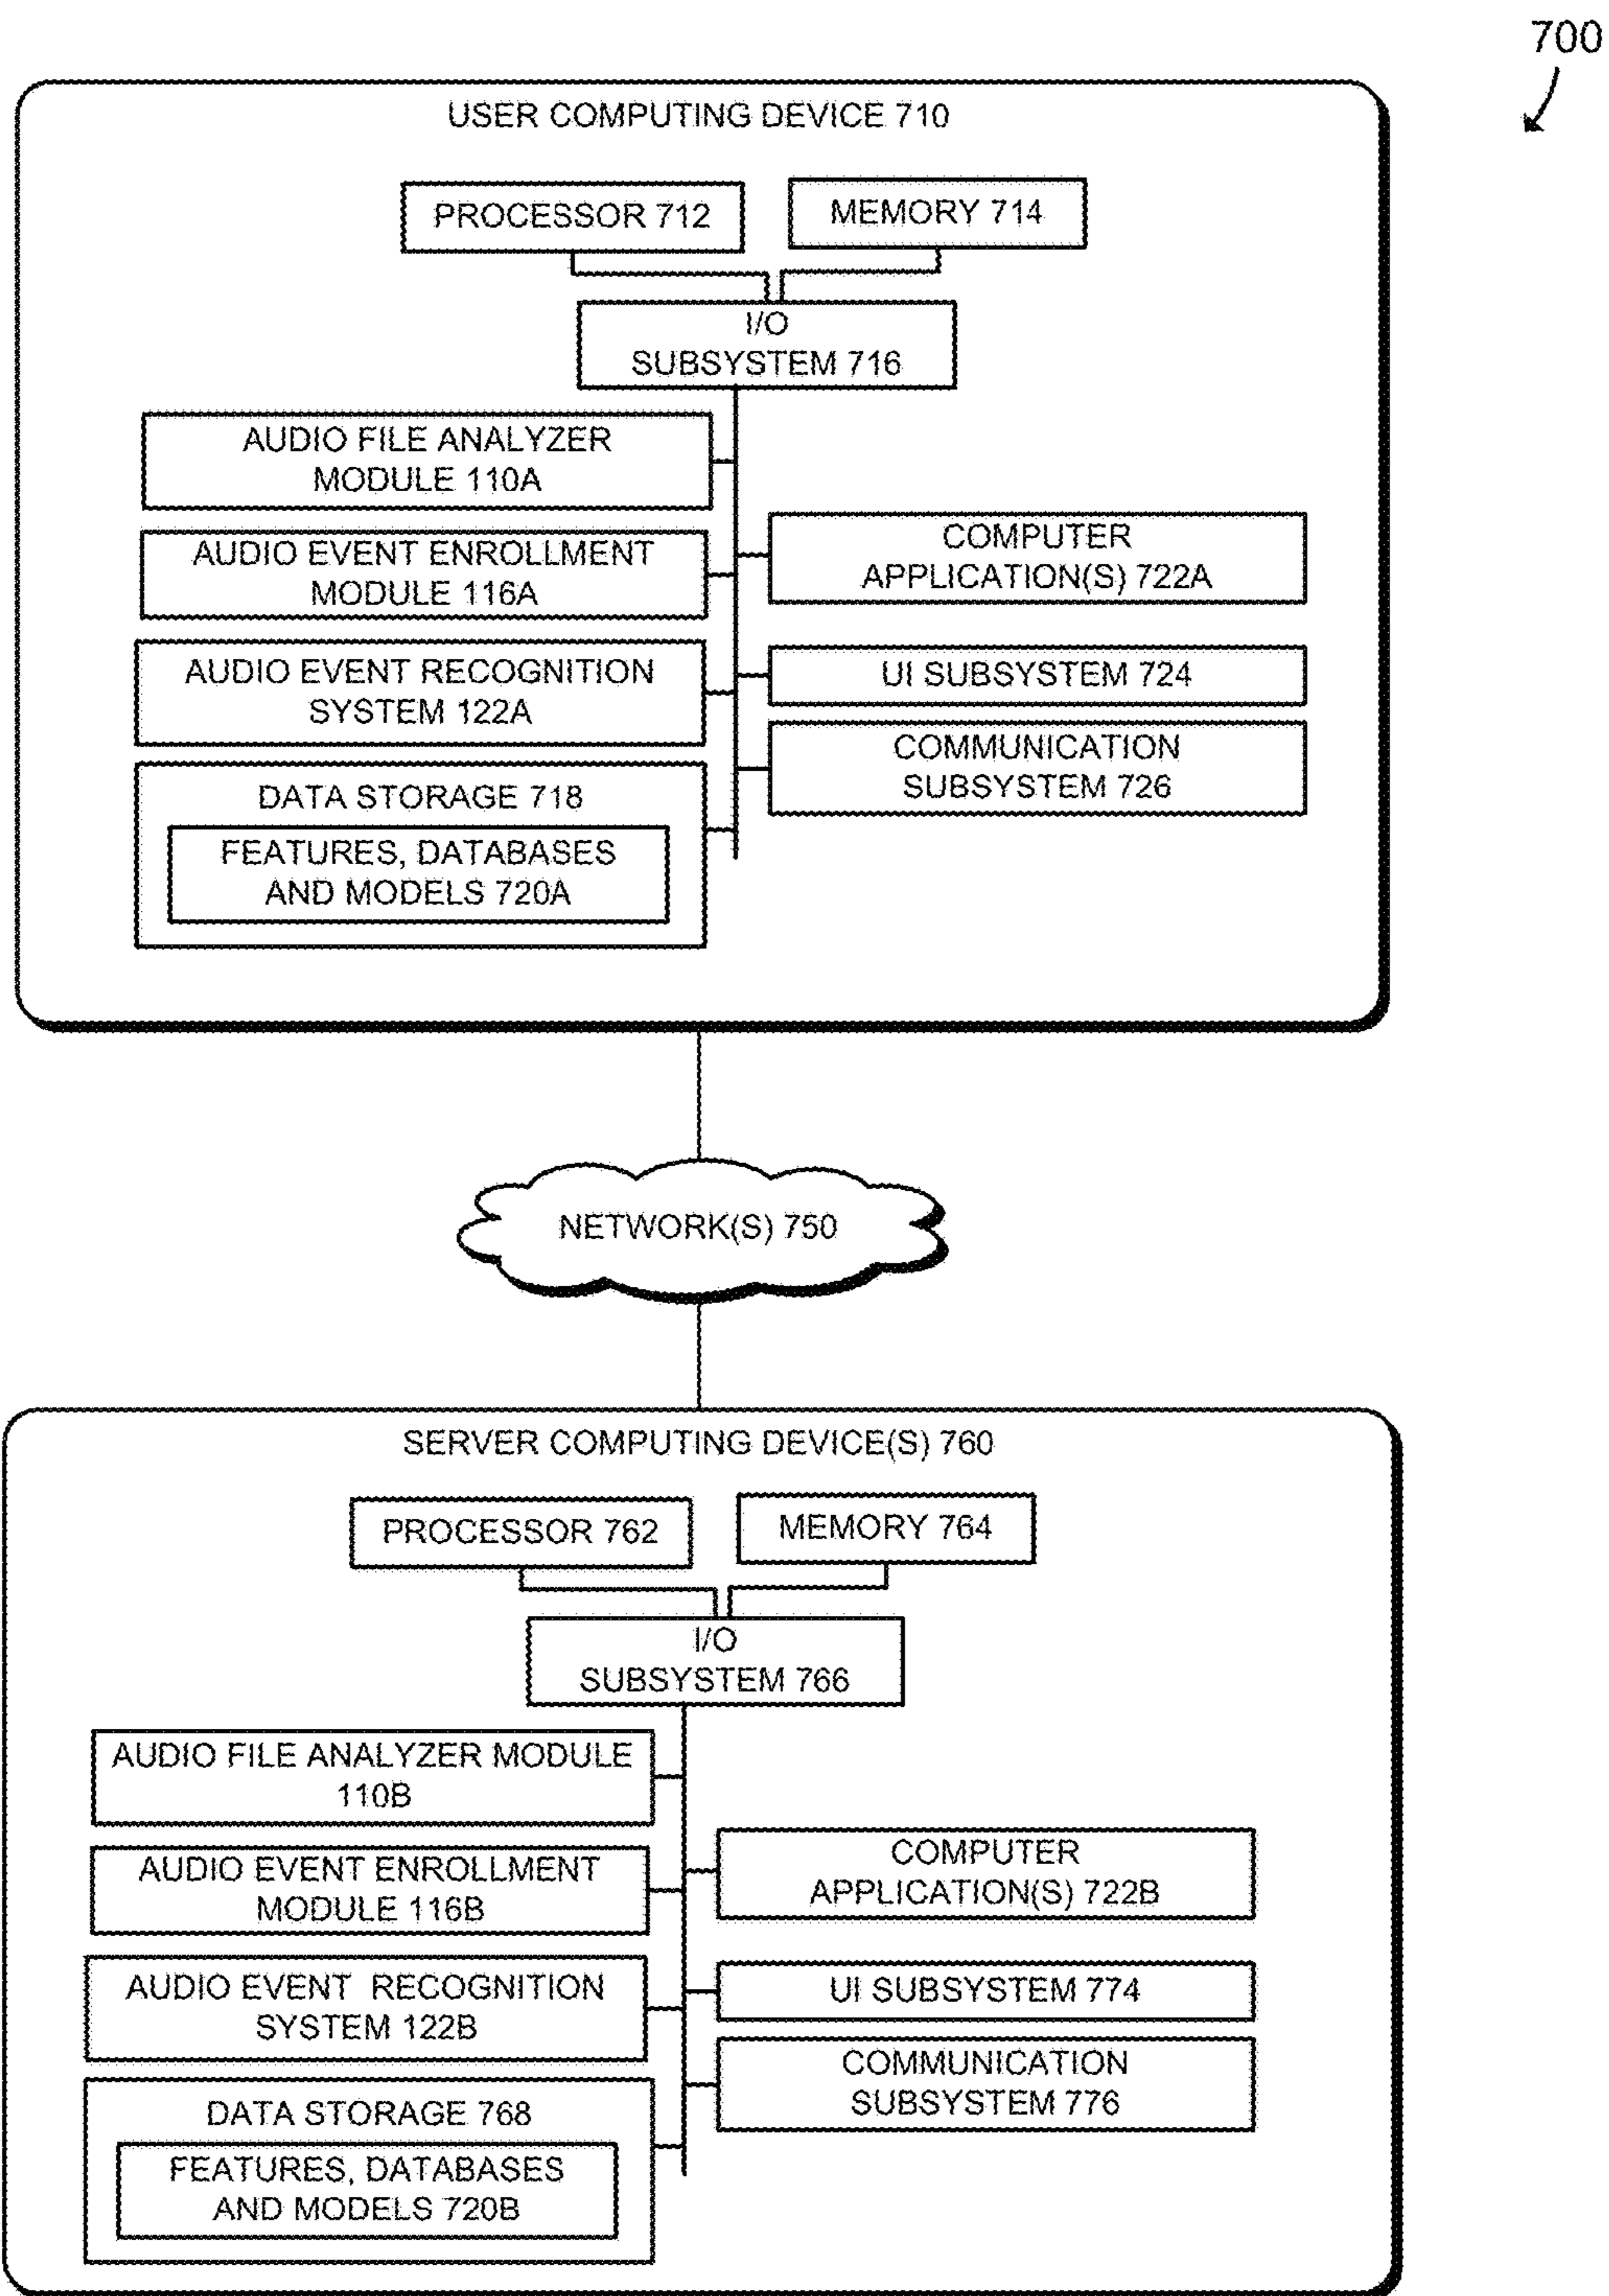 700
USER COMPUTING DEVICE 710
PROCESSOR 712
MEMORY 714
I/O
SUBSYSTEM 716
AUDIO FILE ANALYZER
MODULE 110A
AUDIO EVENT ENROLLMENT
MODULE 116A
AUDIO EVENT RECOGNITION
SYSTEM 122A
DATA STORAGE 718
FEATURES, DATABASES
AND MODELS 720A
COMPUTER
APPLICATION(S) 722A
UI SUBSYSTEM 724
COMMUNICATION
SUBSYSTEM 726
NETWORK(S) 750
SERVER COMPUTING DEVICE(S) 760
PROCESSOR 762
MEMORY 764
I/O
SUBSYSTEM 766
AUDIO FILE ANALYZER MODULE
110B
AUDIO EVENT ENROLLMENT
MODULE 116B
AUDIO EVENT RECOGNITION
SYSTEM 122B
DATA STORAGE 768
FEATURES, DATABASES
AND MODELS 720B
COMPUTER
APPLICATION(S) 722B
UI SUBSYSTEM 774
COMMUNICATION
SUBSYSTEM 776